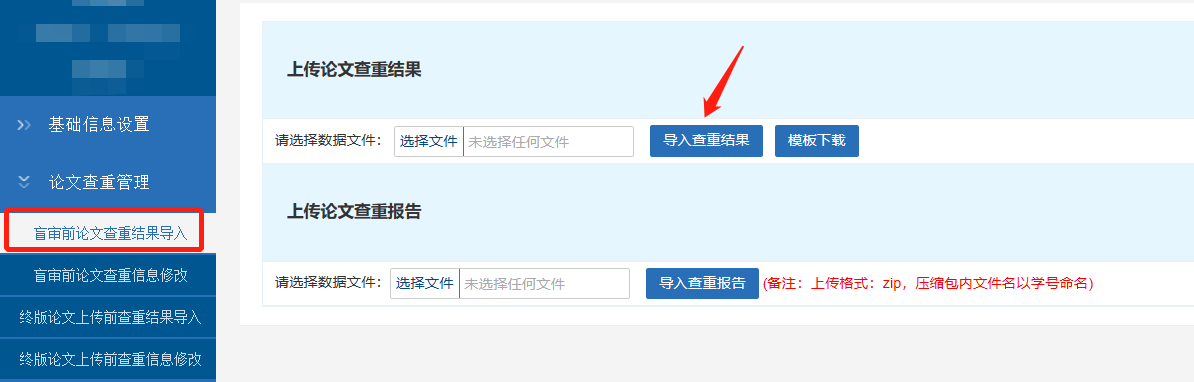 基础信息设置
论文查重管理
盲审前论文查重结果导入
盲审前论文查重信息修改
终版论文上传前查重结果导入
终版论文上传前查重信息修改
上传论文查重结果
请选择数据文件： 选择文件 未选择任何文件 导入查重结果 模板下载
上传论文查重报告
请选择数据文件： 选择文件 未选择任何文件 导入查重报告 (备注：上传格式：zip，压缩包内文件名以学号命名)